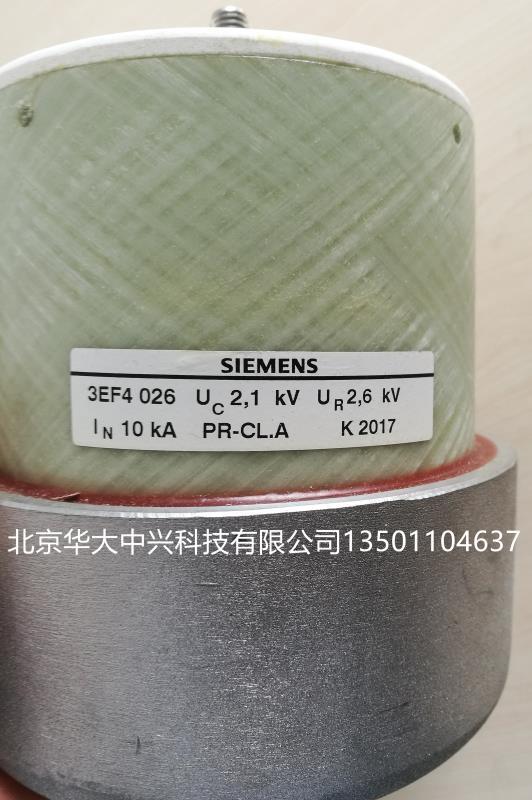 SIEMENS
3EF4 026 UC 2,1 kV UR 2,6 kV
IN 10 kA PR-CL.A K 2017
北京华大中兴科技有限公司13501104637